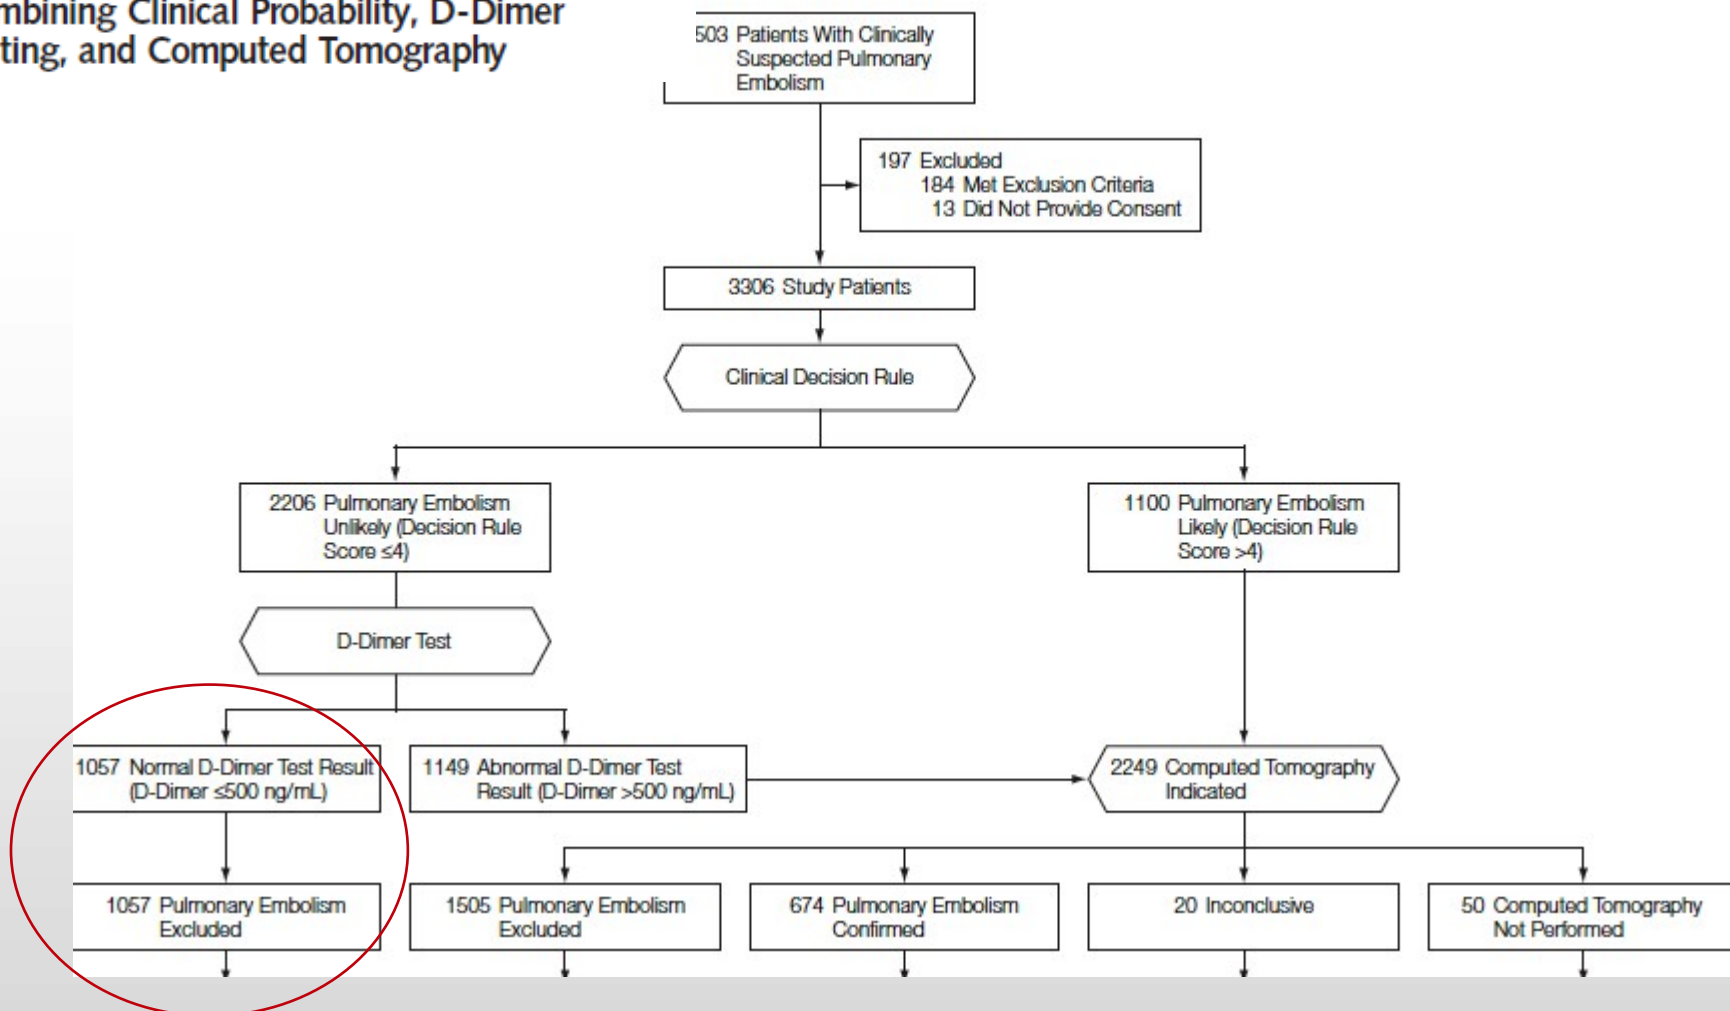 mbining Clinical Probability, D-Dimer
ting, and Computed Tomography
503 Patients With Clinically
Suspected Pulmonary
Embolism
197 Excluded
184 Met Exclusion Criteria
13 Did Not Provide Consent
3306 Study Patients
Clinical Decision Rule
2206 Pulmonary Embolism
Unlikely (Decision Rule
Score ≤4)
1100 Pulmonary Embolism
Likely (Decision Rule
Score >4)
D-Dimer Test
1057 Normal D-Dimer Test Result
(D-Dimer ≤500 ng/mL)
1149 Abnormal D-Dimer Test
Result (D-Dimer >500 ng/mL)
2249 Computed Tomography
Indicated
1057 Pulmonary Embolism
Excluded
1505 Pulmonary Embolism
Excluded
674 Pulmonary Embolism
Confirmed
20 Inconclusive
50 Computed Tomography
Not Performed